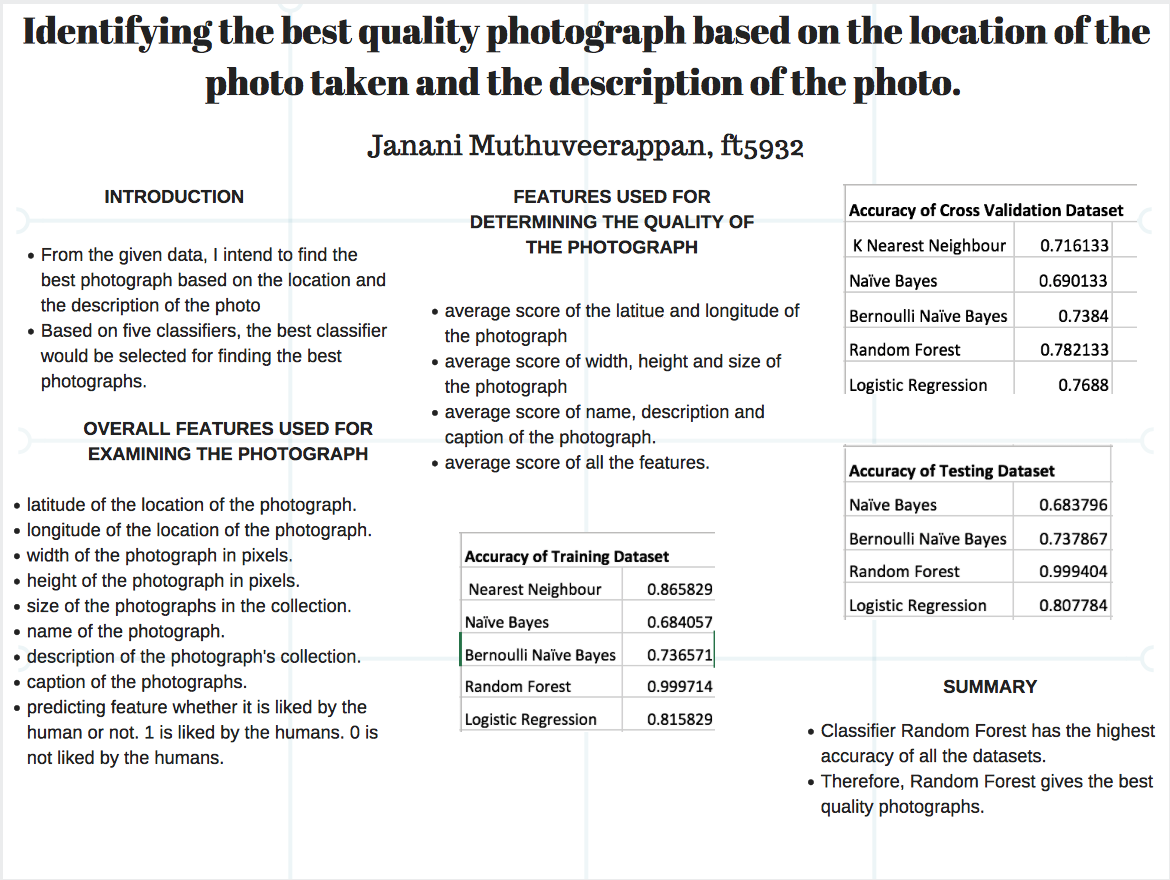 Identifying the best quality photograph based on the location of the
photo taken and the description of the photo.
Janani Muthuveerappan, ft5932
INTRODUCTION
From the given data, I intend to find the
best photograph based on the location and
the description of the photo
Based on five classifiers, the best classifier
would be selected for finding the best
photographs.
OVERALL FEATURES USED FOR
EXAMINING THE PHOTOGRAPH
latitude of the location of the photograph.
longitude of the location of the photograph.
width of the photograph in pixels.
height of the photograph in pixels.
size of the photographs in the collection.
name of the photograph.
description of the photograph's collection.
caption of the photographs.
predicting feature whether it is liked by the
human or not. 1 is liked by the humans. 0 is
not liked by the humans.
FEATURES USED FOR
DETERMINING THE QUALITY OF
THE PHOTOGRAPH
average score of the latitue and longitude of
the photograph
average score of width, height and size of
the photograph
average score of name, description and
caption of the photograph.
average score of all the features.
Accuracy of Training Dataset
Nearest Neighbour 0.865829
Naïve Bayes 0.684057
Bernoulli Naïve Bayes 0.736571
Random Forest 0.999714
Logistic Regression 0.815829
Accuracy of Cross Validation Dataset
K Nearest Neighbour 0.716133
Naïve Bayes 0.690133
Bernoulli Naïve Bayes 0.7384
Random Forest 0.782133
Logistic Regression 0.7688
Accuracy of Testing Dataset
Naïve Bayes 0.683796
Bernoulli Naïve Bayes 0.737867
Random Forest 0.999404
Logistic Regression 0.807784
SUMMARY
Classifier Random Forest has the highest
accuracy of all the datasets.
Therefore, Random Forest gives the best
quality photographs.